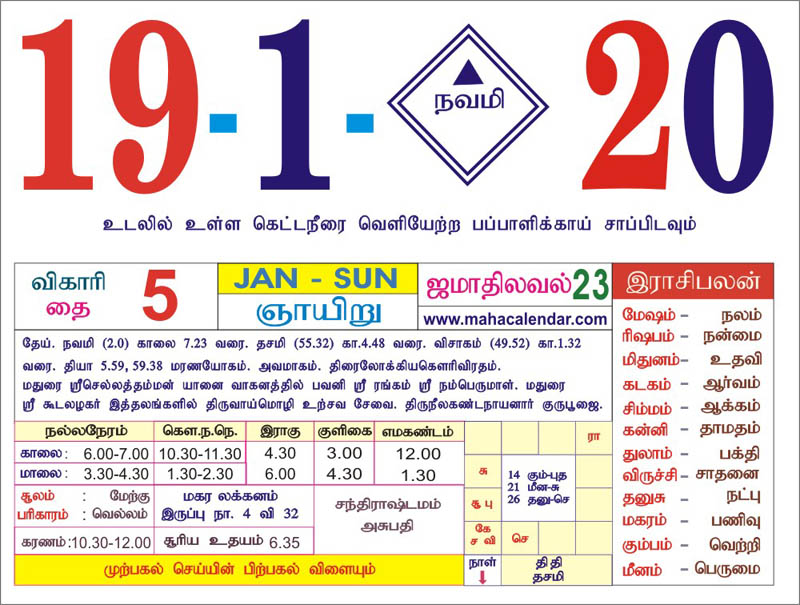 19-1- நவமி 20
உடலில் உள்ள கெட்டநீரை வெளியேற்ற பப்பாளிக்காய் சாப்பிடவும்
விகாரி
தை 5
JAN - SUN
ஞாயிறு
ஜமாதிலவல் 23
www.mahacalendar.com
தேய். நவமி (2.0) காலை 7.23 வரை. தசமி (55.32) கா.4.48 வரை. விசாகம் (49.52) கா.1.32
வரை. தியா 5.59, 59.38 மரணயோகம். அவமாகம். திரைலோக்கியகௌரிவிரதம்.
மதுரை ஸ்ரீசெல்லத்தம்மன் யானை வாகனத்தில் பவனி ஸ்ரீ ரங்கம் ஸ்ரீ நம்பெருமாள். மதுரை
ஸ்ரீ கூடலழகர் இத்தலங்களில் திருவாய்மொழி உற்சவ சேவை. திருநீலகண்டநாயனார் குருபூஜை.
நல்லநேரம் கௌ.ந.நெ. இராகு குளிகை எமகண்டம்
காலை: 6.00-7.00 10.30-11.30 4.30 3.00 12.00
மாலை: 3.30-4.30 1.30-2.30 6.00 4.30 1.30
சூலம் : மேற்கு
பரிகாரம் : வெல்லம்
மகர லக்கனம்
இருப்பு நா. 4 வி 32
சந்திராஷ்டமம்
அசுபதி
கரணம்:10.30-12.00 சூரிய உதயம் 6.35
முற்பகல் செய்யின் பிற்பகல் விளையும்
ரா
சு
சூ பு
கே
ச வி
செ
14 கும்-புத
21 மீன-சு
26 தனு-செ
நாள்
↓
திதி
தசமி
இராசிபலன்
மேஷம் - நலம்
ரிஷபம் - நன்மை
மிதுனம் - உதவி
கடகம் - ஆர்வம்
சிம்மம் - ஆக்கம்
கன்னி - தாமதம்
துலாம் - பக்தி
விருச்சி - சாதனை
தனுசு - நட்பு
மகரம் - பணிவு
கும்பம் - வெற்றி
மீனம் - பெருமை